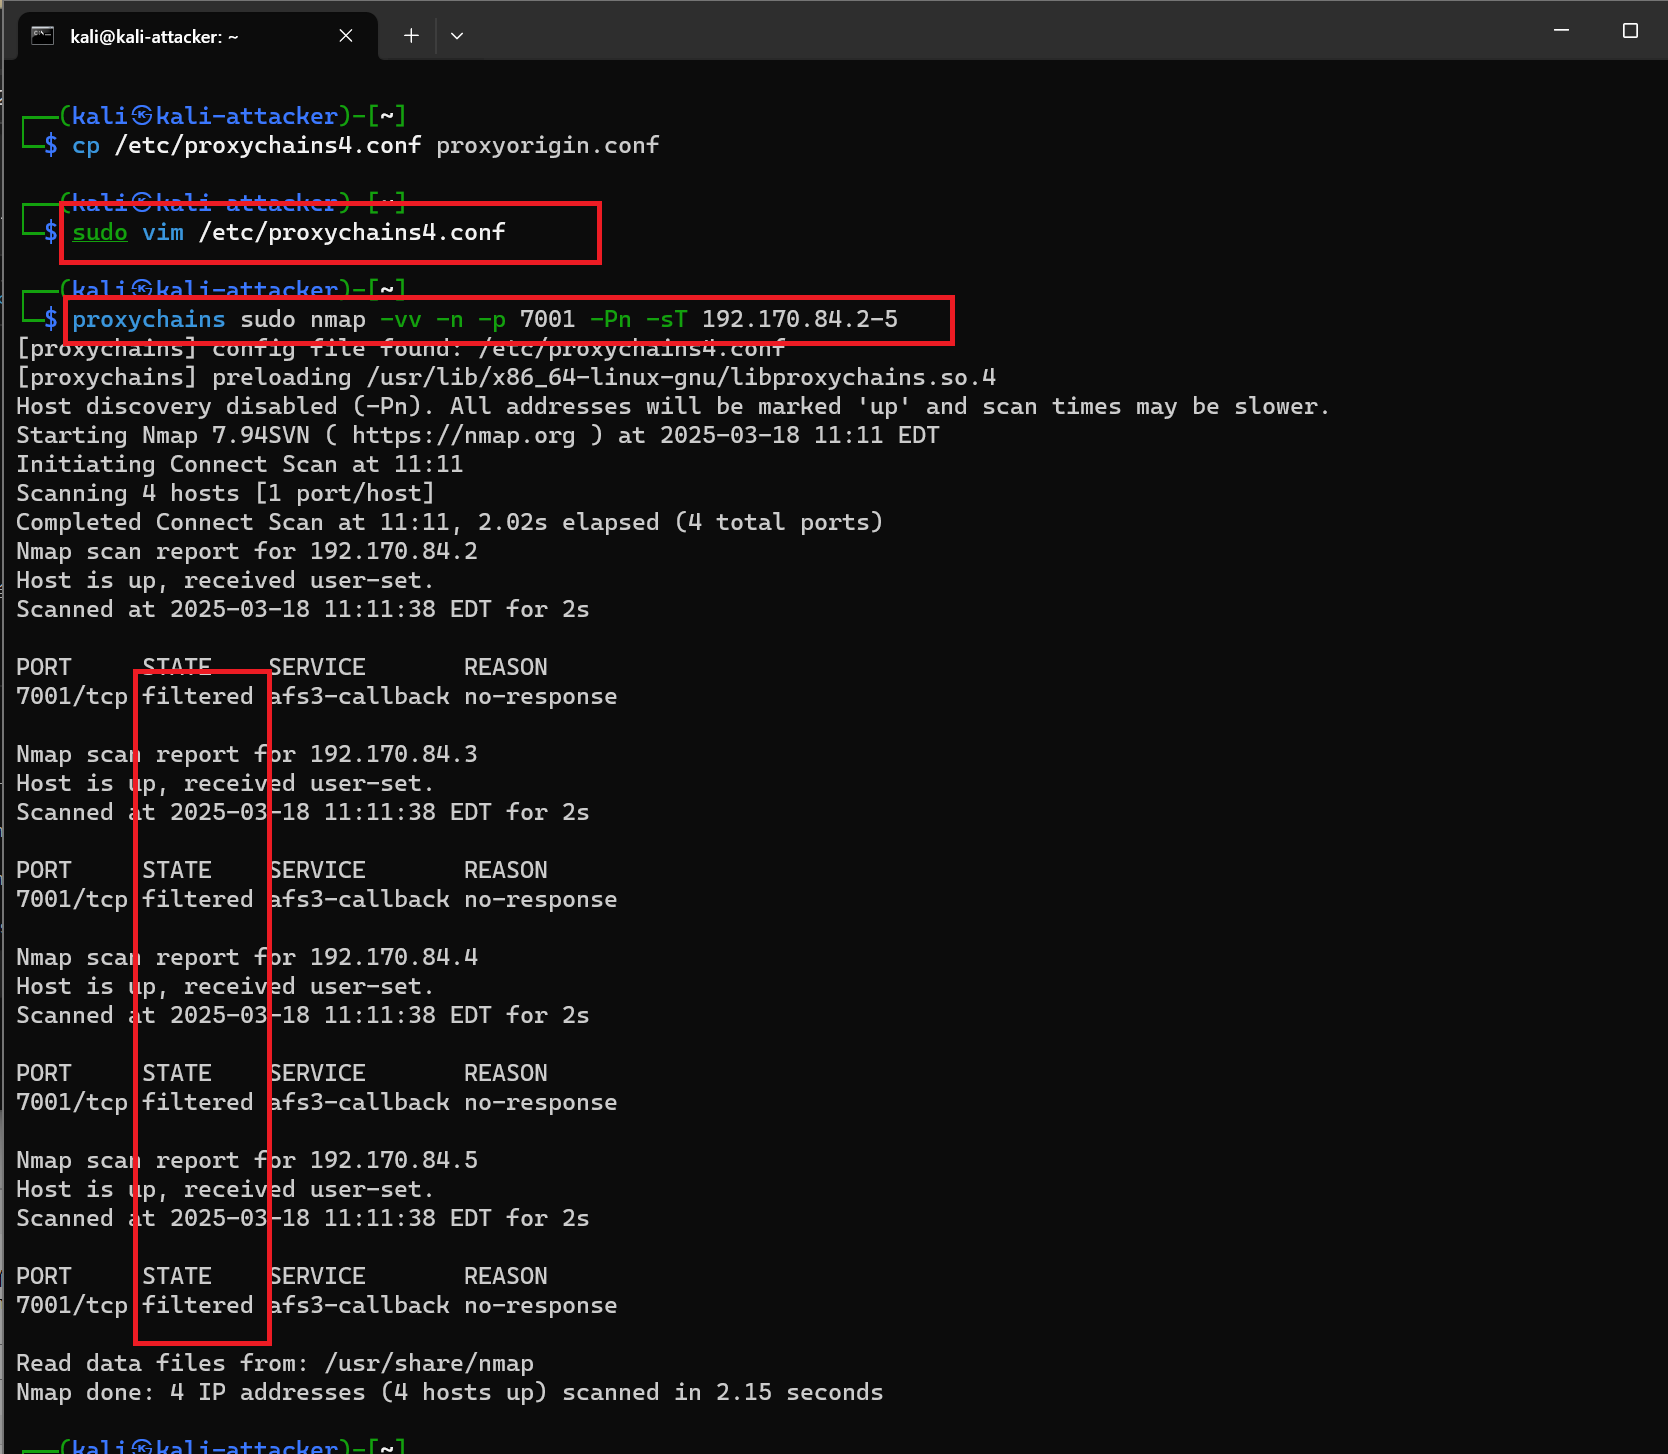 kali@kali-attacker: ~
┌──(kali㉿kali-attacker)-[~]
└─$ cp /etc/proxychains4.conf proxyorigin.conf
┌──(kali㉿kali-attacker)-[~]
└─$ sudo vim /etc/proxychains4.conf
┌──(kali㉿kali-attacker)-[~]
└─$ proxychains sudo nmap -vv -n -p 7001 -Pn -sT 192.170.84.2-5
[proxychains] config file found: /etc/proxychains4.conf
[proxychains] preloading /usr/lib/x86_64-linux-gnu/libproxychains.so.4
Host discovery disabled (-Pn). All addresses will be marked 'up' and scan times may be slower.
Starting Nmap 7.94SVN ( https://nmap.org ) at 2025-03-18 11:11 EDT
Initiating Connect Scan at 11:11
Scanning 4 hosts [1 port/host]
Completed Connect Scan at 11:11, 2.02s elapsed (4 total ports)
Nmap scan report for 192.170.84.2
Host is up, received user-set.
Scanned at 2025-03-18 11:11:38 EDT for 2s
PORT     STATE    SERVICE       REASON
7001/tcp filtered afs3-callback no-response
Nmap scan report for 192.170.84.3
Host is up, received user-set.
Scanned at 2025-03-18 11:11:38 EDT for 2s
PORT     STATE    SERVICE       REASON
7001/tcp filtered afs3-callback no-response
Nmap scan report for 192.170.84.4
Host is up, received user-set.
Scanned at 2025-03-18 11:11:38 EDT for 2s
PORT     STATE    SERVICE       REASON
7001/tcp filtered afs3-callback no-response
Nmap scan report for 192.170.84.5
Host is up, received user-set.
Scanned at 2025-03-18 11:11:38 EDT for 2s
PORT     STATE    SERVICE       REASON
7001/tcp filtered afs3-callback no-response
Read data files from: /usr/share/nmap
Nmap done: 4 IP addresses (4 hosts up) scanned in 2.15 seconds
┌──(kali㉿kali-attacker)-[~]